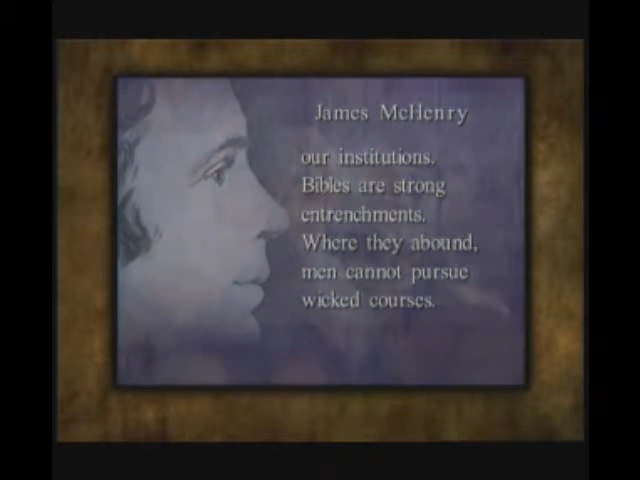 James McHenry
our institutions.
Bibles are strong
entrenchments.
Where they abound,
men cannot pursue
wicked courses.